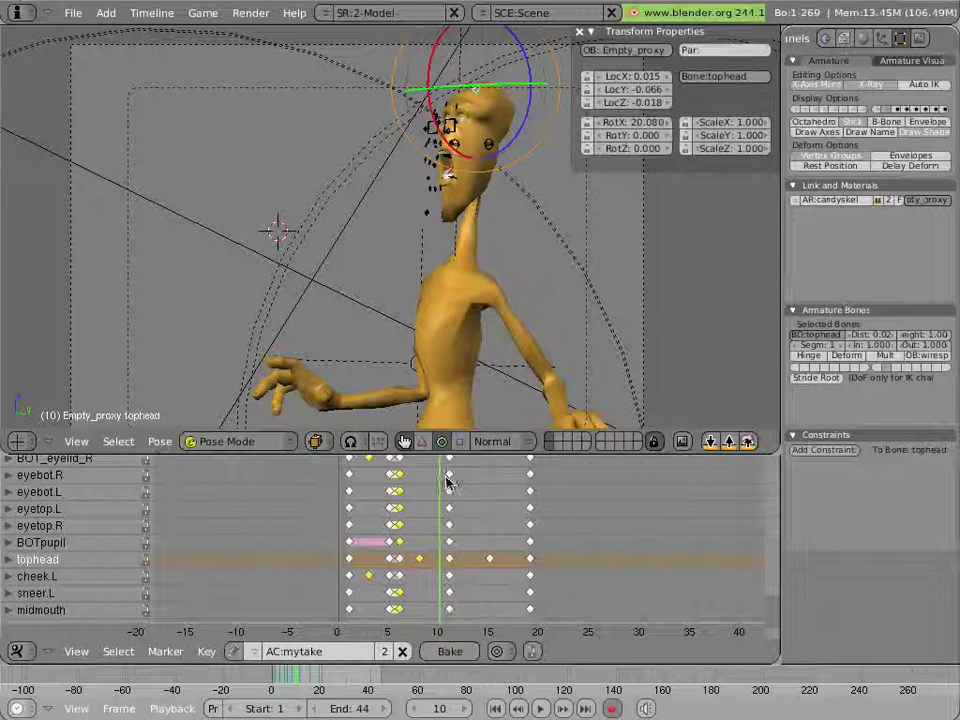 File Add Timeline Game Render Help SR:2-Model SCE:Scene www.blender.org 244.1 Bo:1-269 | Mem:13.45M (106.49M)
Transform Properties
OB: Empty_proxy Par:
LocX: 0.015 Bone:tophead
LocY: -0.066
LocZ: -0.018
RotX: 20.080 ScaleX: 1.000
RotY: 0.000 ScaleY: 1.000
RotZ: 0.000 ScaleZ: 1.000
anels
Armature Armature Visua
Editing Options
X-Axis Mirro X-Ray Auto IK
Display Options
Octahedro Stick B-Bone Envelope
Draw Axes Draw Name Draw Shape
Deform Options
Vertex Groups Envelopes
Rest Position Delay Deform
Link and Materials
AR:candyskel 2 F pty_proxy
Armature Bones
Selected Bones
BO:tophead Dist: 0.02 eight: 1.00
Segm: 1 In: 1.000 Out: 1.000
Hinge Deform Mult OB:wiresp
Stride Root (DoF only for IK chai
Constraints
Add Constraint To Bone: tophead
(10) Empty_proxy tophead
View Select Pose Pose Mode Normal
BOT_eyelid_R
eyebot.R
eyebot.L
eyetop.L
eyetop.R
BOTpupil
tophead
cheek.L
sneer.L
midmouth
-20 -15 -10 -5 0 5 10 15 20 25 30 35 40
View Select Marker Key AC:mytake 2 Bake
-100 -80 -60 -40 -20 0 20 40 60 80 100 120 140 160 180 200 220 240 260
View Frame Playback Pr Start: 1 End: 44 10